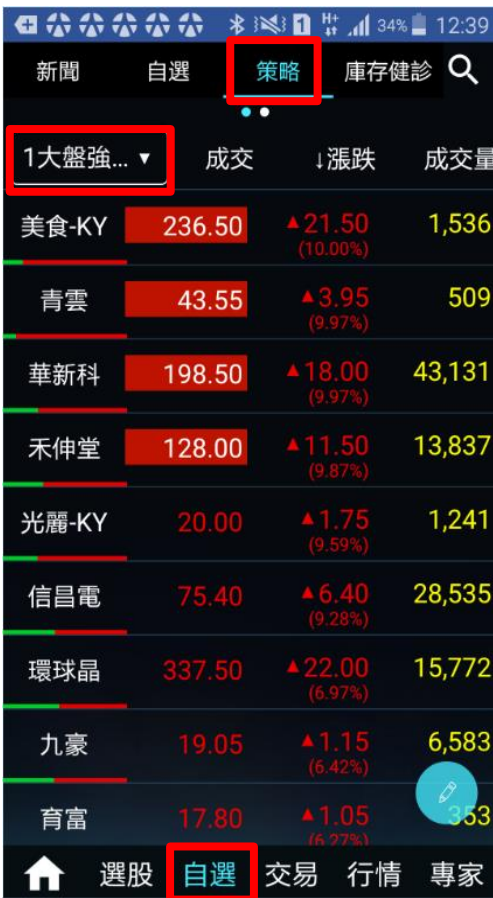 1 H+ 34% 12:39
新聞 自選 策略 庫存健診
1大盤強... ▼ 成交 ↓漲跌 成交量
美食-KY 236.50 ▲21.50 1,536
(10.00%)
青雲 43.55 ▲3.95 509
(9.97%)
華新科 198.50 ▲18.00 43,131
(9.97%)
禾伸堂 128.00 ▲11.50 13,837
(9.87%)
光麗-KY 20.00 ▲1.75 1,241
(9.59%)
信昌電 75.40 ▲6.40 28,535
(9.28%)
環球晶 337.50 ▲22.00 15,772
(6.97%)
九豪 19.05 ▲1.15 6,583
(6.42%)
育富 17.80 ▲1.05 353
(6.27%)
選股 自選 交易 行情 專家